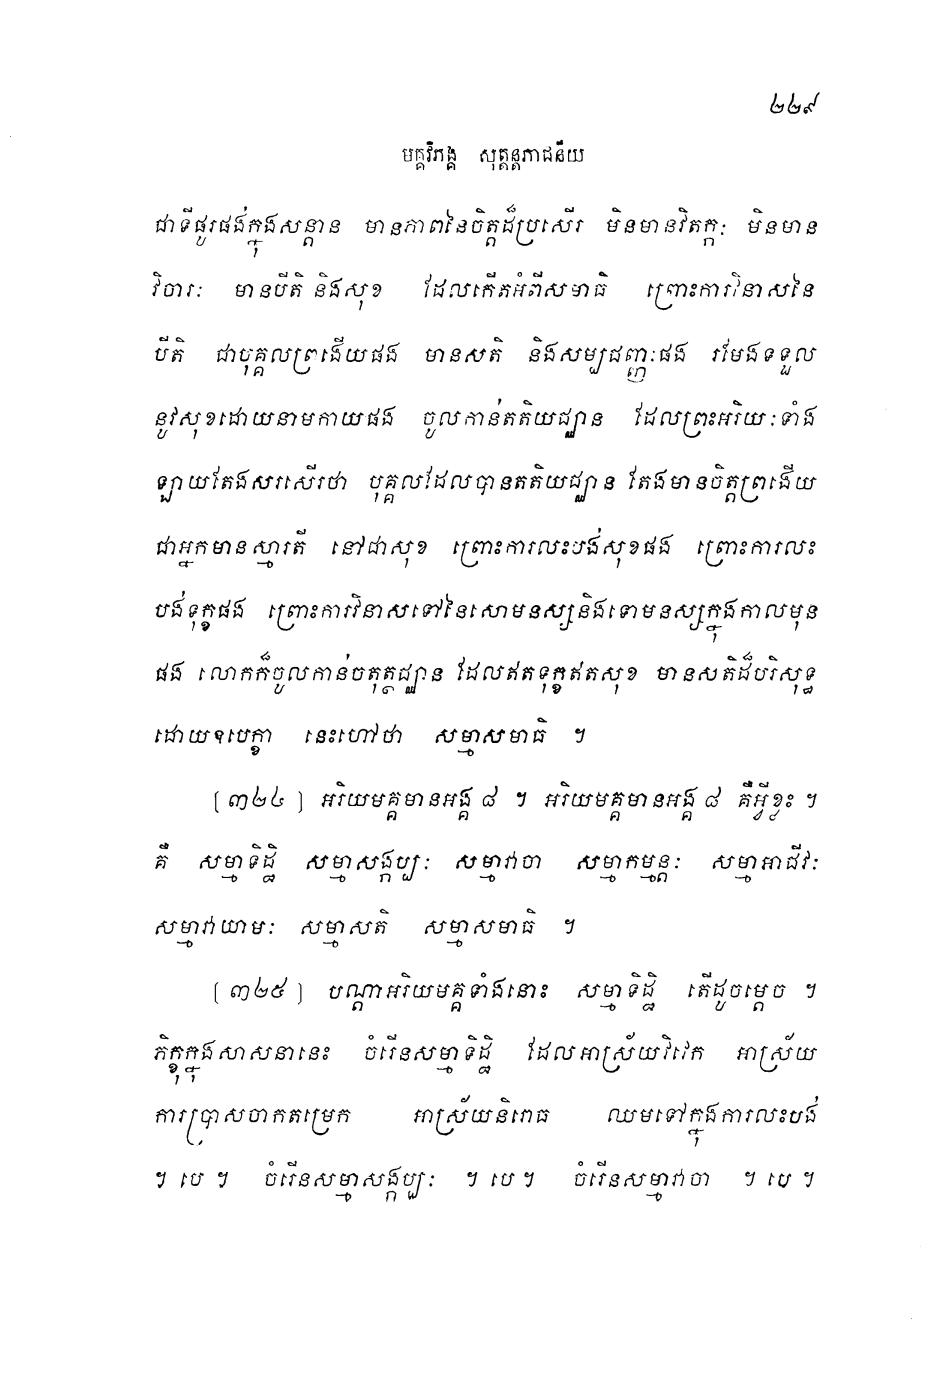 ២២៩
មគ្គវិភង្គ សុត្តន្តភាជនីយ
ជាទីផូរផង់ក្នុងសន្តាន មានភាពនៃចិត្តដ៏ប្រសើរ មិនមានវិតក្កៈ មិនមាន
វិចារៈ មានបីតិ និងសុខ ដែលកើតអំពីសមាធិ ព្រោះការវិនាសនៃ
បីតិ ជាបុគ្គលព្រងើយផង មានសតិ និងសម្បជញ្ញៈផង រមែងទទួល
នូវសុខដោយនាមកាយផង ចូលកាន់តតិយជ្ឈាន ដែលព្រះអរិយៈទាំង
ឡាយតែងសរសើរថា បុគ្គលដែលបានតតិយជ្ឈាន តែងមានចិត្តព្រងើយ
ជាអ្នកមានស្មារតី នៅជាសុខ ព្រោះការលះបង់សុខផង ព្រោះការលះ
បង់ទុក្ខផង ព្រោះការវិនាសទៅនៃសោមនស្សនិងទោមនស្សក្នុងកាលមុន
ផង លោកក៏ចូលកាន់ចតុត្ថជ្ឈាន ដែលឥតទុក្ខឥតសុខ មានសតិដ៏បរិសុទ្ធ
ដោយឧបេក្ខា នេះហៅថា សម្មាសមាធិ ។
[៣២៤] អរិយមគ្គមានអង្គ ៨ ។ អរិយមគ្គមានអង្គ ៨ គឺអ្វីខ្លះ ។
គឺ សម្មាទិដ្ឋិ សម្មាសង្កប្បៈ សម្មាវាចា សម្មាកម្មន្តៈ សម្មាអាជីវៈ
សម្មាវាយាមៈ សម្មាសតិ សម្មាសមាធិ ។
[៣២៥] បណ្តាអរិយមគ្គទាំងនោះ សម្មាទិដ្ឋិ តើដូចម្តេច ។
ភិក្ខុក្នុងសាសនានេះ ចំរើនសម្មាទិដ្ឋិ ដែលអាស្រ័យវិវេក អាស្រ័យ
ការប្រាសចាកតម្រេក អាស្រ័យនិរោធ ឈមទៅក្នុងការលះបង់
។ បេ ។ ចំរើនសម្មាសង្កប្បៈ ។ បេ ។ ចំរើនសម្មាវាចា ។ បេ ។